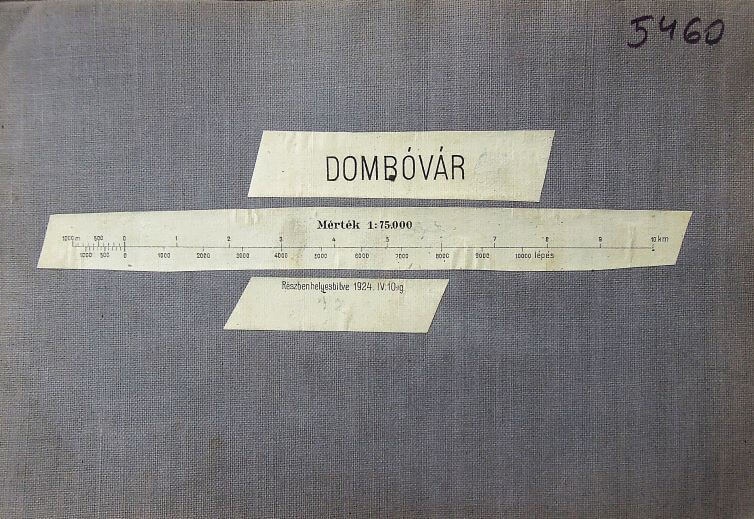 5460
DOMBÓVÁR
Mérték 1:75.000
1000 m 500 0 1 2 3 4 5 6 7 8 9 10 km
1000 500 0 1000 2000 3000 4000 5000 6000 7000 8000 9000 10000 lépés
Részben helyesbítve 1924. IV. 10 ig.